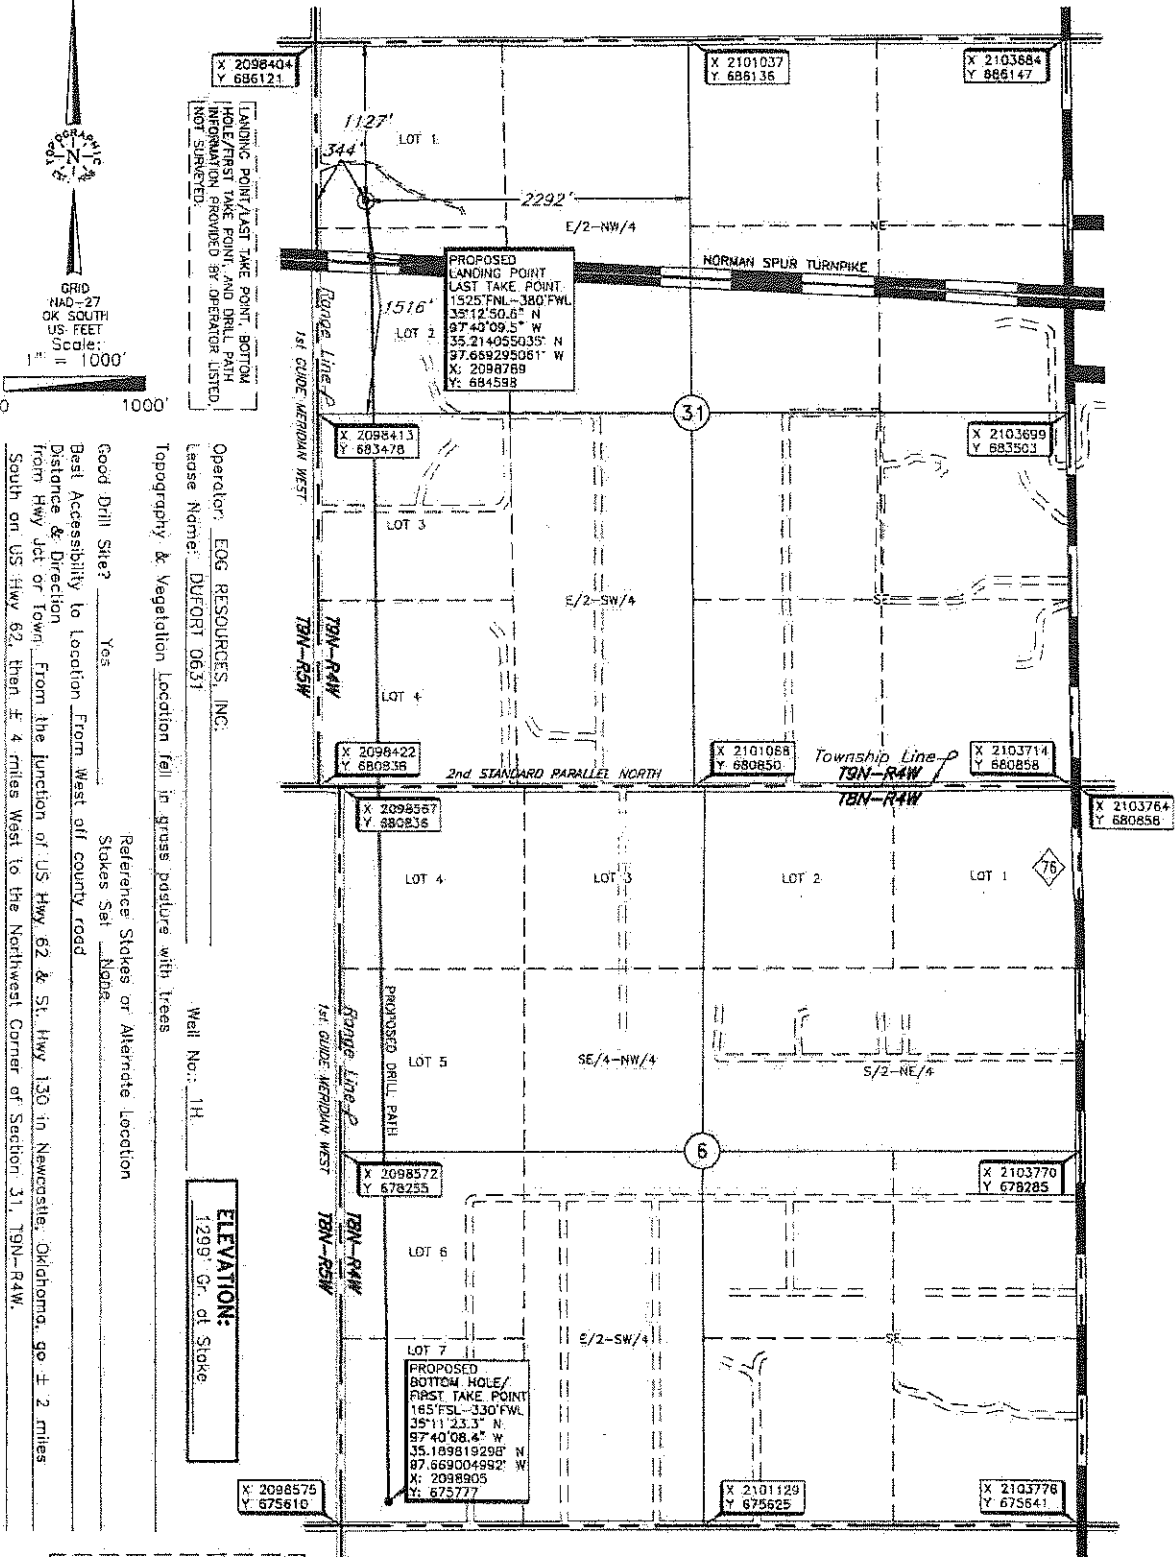 X 2098404
Y 686121
X 2101037
Y 686136
X 2103684
Y 686147
TOPOGRAPHIC
N
GRID
NAD-27
OK SOUTH
US FEET
Scale:
1" = 1000'
0 1000'
LANDING POINT/LAST TAKE POINT, BOTTOM
HOLE/FIRST TAKE POINT, AND DRILL PATH
INFORMATION PROVIDED BY OPERATOR LISTED,
NOT SURVEYED.
1127'
344'
LOT 1
2292'
E/2-NW/4
NE
NORMAN SPUR TURNPIKE
PROPOSED
LANDING POINT
LAST TAKE POINT
1525'FNL-380'FWL
35°12'50.6" N
97°40'09.5" W
35.214055035° N
97.669295061° W
X: 2098769
Y: 684598
1516'
LOT 2
Range Line
1st GUIDE MERIDIAN WEST
31
X 2098413
Y 683478
X 2103699
Y 683503
LOT 3
E/2-SW/4
SE
T9N-R4W
T9N-R5W
LOT 4
X 2098422
Y 680836
X 2101068
Y 680850
X 2103714
Y 680858
2nd STANDARD PARALLEL NORTH
Township Line
T9N-R4W
T8N-R4W
X 2098567
Y 680836
X 2103764
Y 680858
LOT 4
LOT 3
LOT 2
LOT 1
76
PROPOSED DRILL PATH
Range Line
1st GUIDE MERIDIAN WEST
LOT 5
SE/4-NW/4
S/2-NE/4
6
X 2098572
Y 678255
X 2103770
Y 678285
T8N-R4W
T8N-R5W
LOT 6
E/2-SW/4
SE
LOT 7
PROPOSED
BOTTOM HOLE/
FIRST TAKE POINT
165'FSL-330'FWL
35°11'23.3" N
97°40'08.4" W
35.189819298° N
97.669004992° W
X: 2098905
Y: 675777
X 2098575
Y 675610
X 2101129
Y 675625
X 2103776
Y 675641
Operator: EOG RESOURCES, INC.
Lease Name: DUFORT 0631 Well No.: 1H
ELEVATION:
1299' Gr. at Stake
Topography & Vegetation Location fell in grass pasture with trees
Good Drill Site? Yes
Reference Stakes or Alternate Location
Stakes Set None
Best Accessibility to Location From West off county road
Distance & Direction
from Hwy Jct or Town From the junction of US Hwy 62 & St. Hwy 130 in Newcastle, Oklahoma, go ± 2 miles
South on US Hwy 62, then ± 4 miles West to the Northwest Corner of Section 31, T9N-R4W.